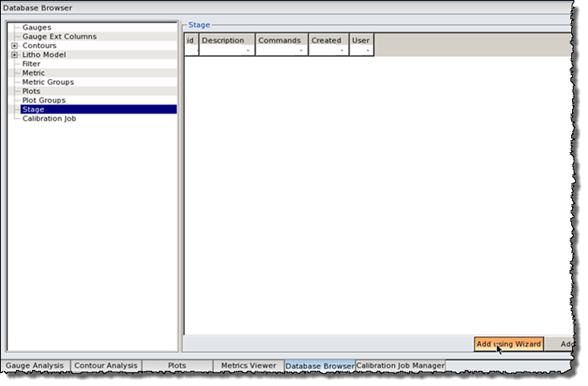 Database Browser
Gauges
Gauge Ext Columns
Contours
Litho Model
Filter
Metric
Metric Groups
Plots
Plot Groups
Stage
Calibration Job
Stage
id Description Commands Created User
Add using Wizard Add
Gauge Analysis Contour Analysis Plots Metrics Viewer Database Browser Calibration Job Manager